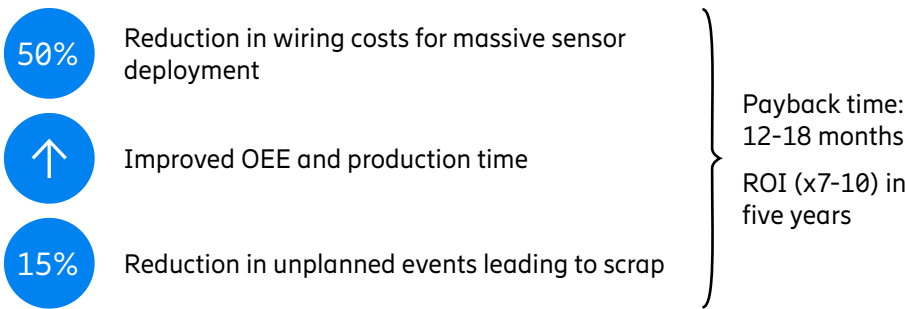 50%
Reduction in wiring costs for massive sensor
deployment
Improved OEE and production time
15%
Reduction in unplanned events leading to scrap
Payback time:
12-18 months
ROI (x7-10) in
five years